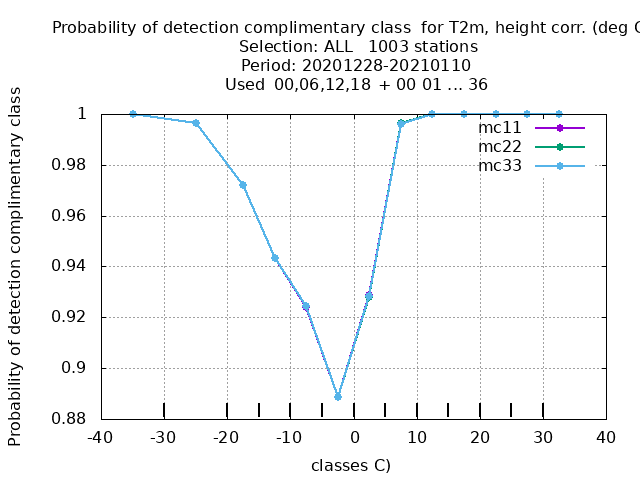 Probability of detection complimentary class for T2m, height corr. (deg C
Selection: ALL 1003 stations
Period: 20201228-20210110
Used 00,06,12,18 + 00 01 ... 36
Probability of detection complimentary class
1
0.98
0.96
0.94
0.92
0.9
0.88
mc11
mc22
mc33
-40 -30 -20 -10 0 10 20 30 40
classes C)